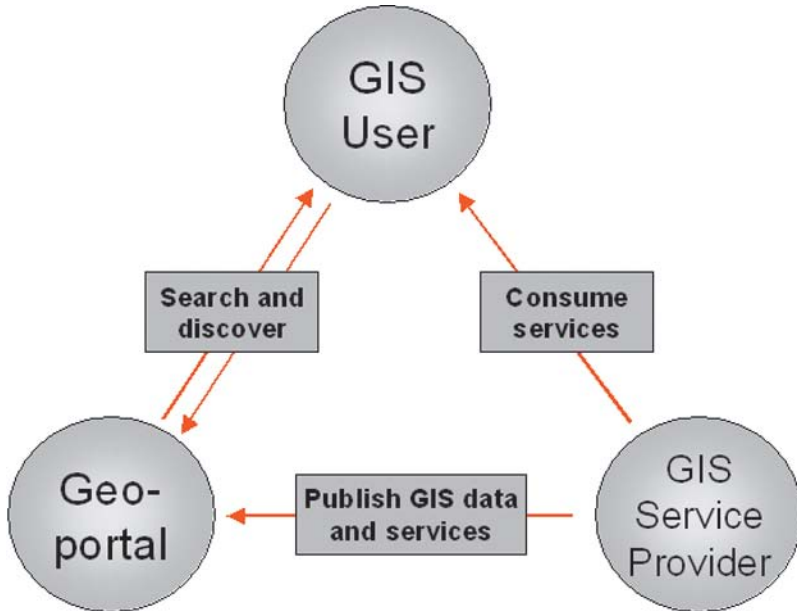 GIS
User
Search and
discover
Consume
services
Geo-
portal
Publish GIS data
and services
GIS
Service
Provider